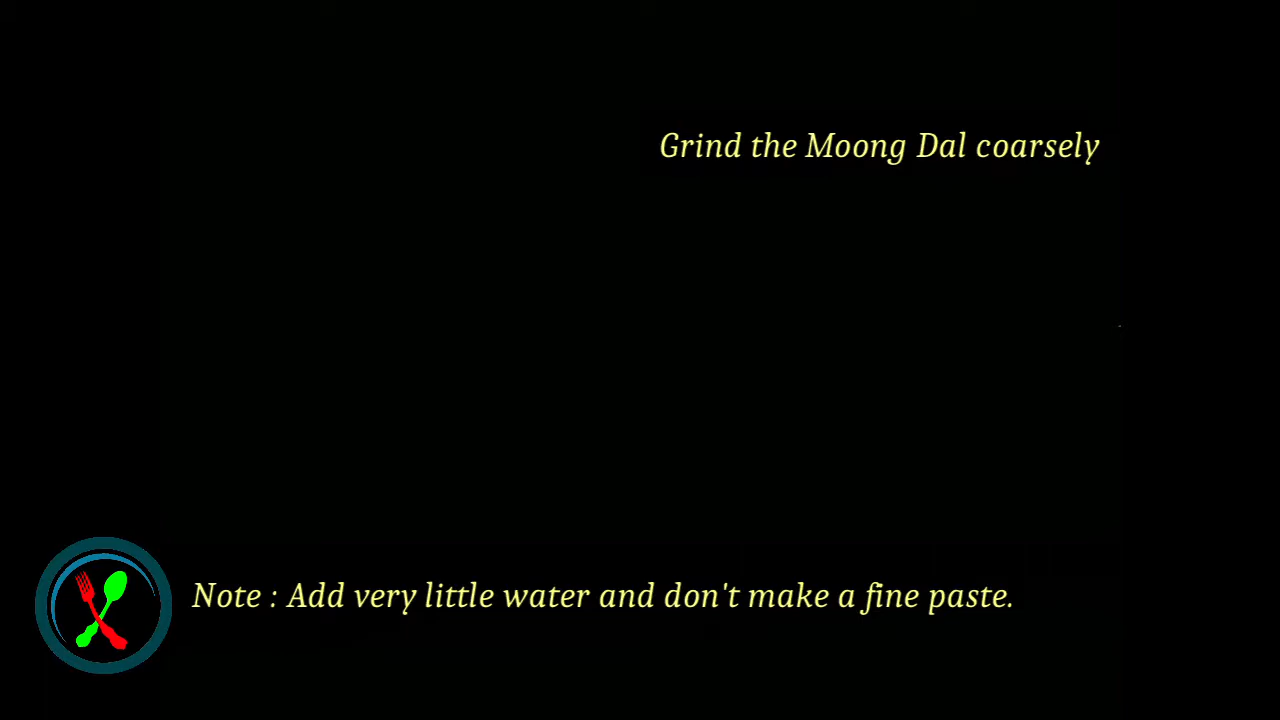 Grind the Moong Dal coarsely
Note : Add very little water and don't make a fine paste.